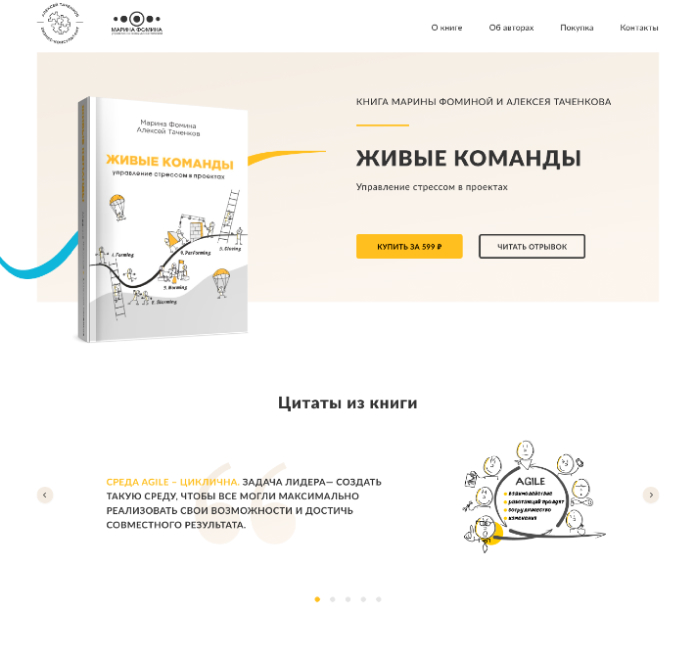 АЛЕКСЕЙ ТАЧЕНКОВ
МАРИНА ФОМИНА
О книге
Об авторах
Покупка
Контакты
КНИГА МАРИНЫ ФОМИНОЙ И АЛЕКСЕЯ ТАЧЕНКОВА
ЖИВЫЕ КОМАНДЫ
Управление стрессом в проектах
КУПИТЬ ЗА 599 ₽
ЧИТАТЬ ОТРЫВОК
Марина Фомина
Алексей Таченков
ЖИВЫЕ КОМАНДЫ
управление стрессом в проектах
1. Forming
2. Storming
3. Norming
4. Performing
5. Closing
Цитаты из книги
СРЕДА AGILE – ЦИКЛИЧНА. ЗАДАЧА ЛИДЕРА— СОЗДАТЬ
ТАКУЮ СРЕДУ, ЧТОБЫ ВСЕ МОГЛИ МАКСИМАЛЬНО
РЕАЛИЗОВАТЬ СВОИ ВОЗМОЖНОСТИ И ДОСТИЧЬ
СОВМЕСТНОГО РЕЗУЛЬТАТА.
AGILE
взаимодействие
работающий продукт
сотрудничество
изменения